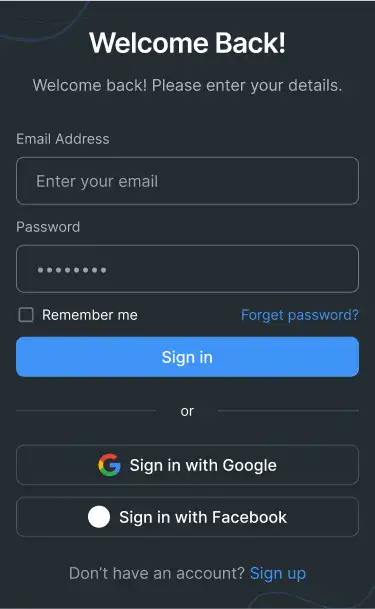 Welcome Back!
Welcome back! Please enter your details.
Email Address
Enter your email
Password
Remember me
Forget password?
Sign in
or
Sign in with Google
Sign in with Facebook
Don’t have an account? Sign up